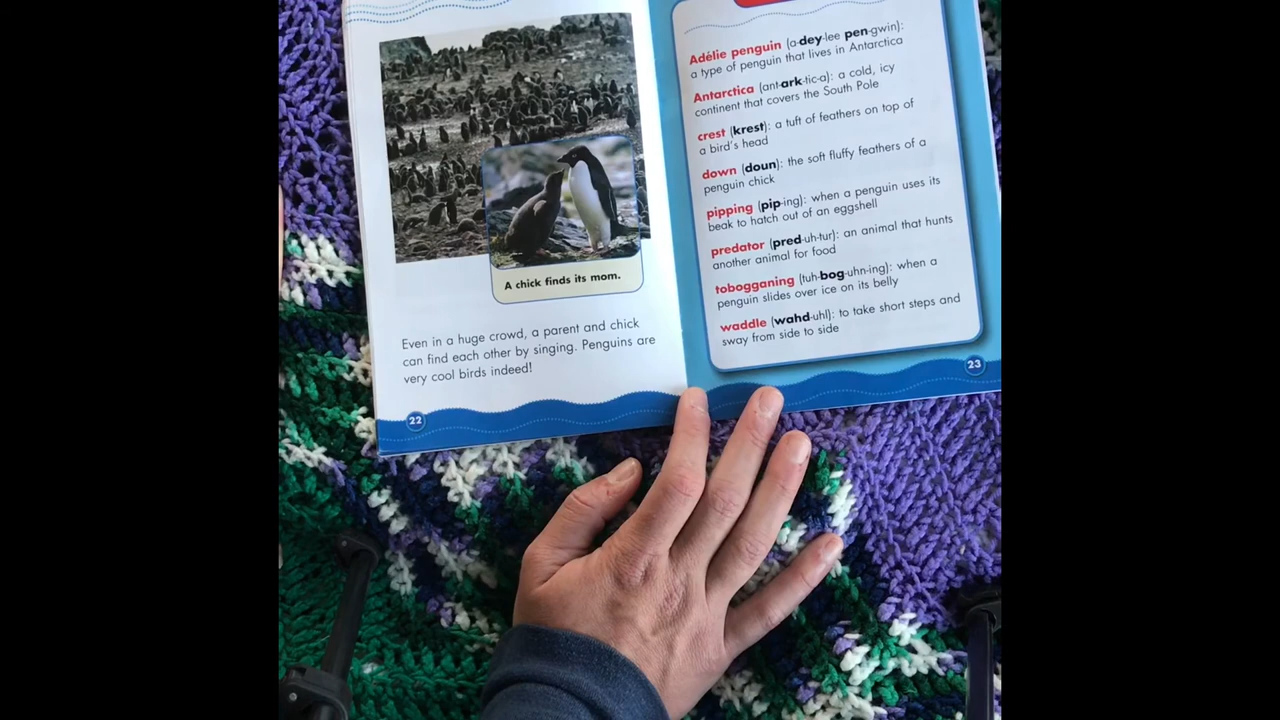 A chick finds its mom.
Even in a huge crowd, a parent and chick
can find each other by singing. Penguins are
very cool birds indeed!
22
Adélie penguin (a-dey-lee pen-gwin):
a type of penguin that lives in Antarctica
Antarctica (ant-ark-tic-a): a cold, icy
continent that covers the South Pole
crest (krest): a tuft of feathers on top of
a bird's head
down (doun): the soft fluffy feathers of a
penguin chick
pipping (pip-ing): when a penguin uses its
beak to hatch out of an eggshell
predator (pred-uh-tur): an animal that hunts
another animal for food
tobogganing (tuh-bog-uhn-ing): when a
penguin slides over ice on its belly
waddle (wahd-uhl): to take short steps and
sway from side to side
23